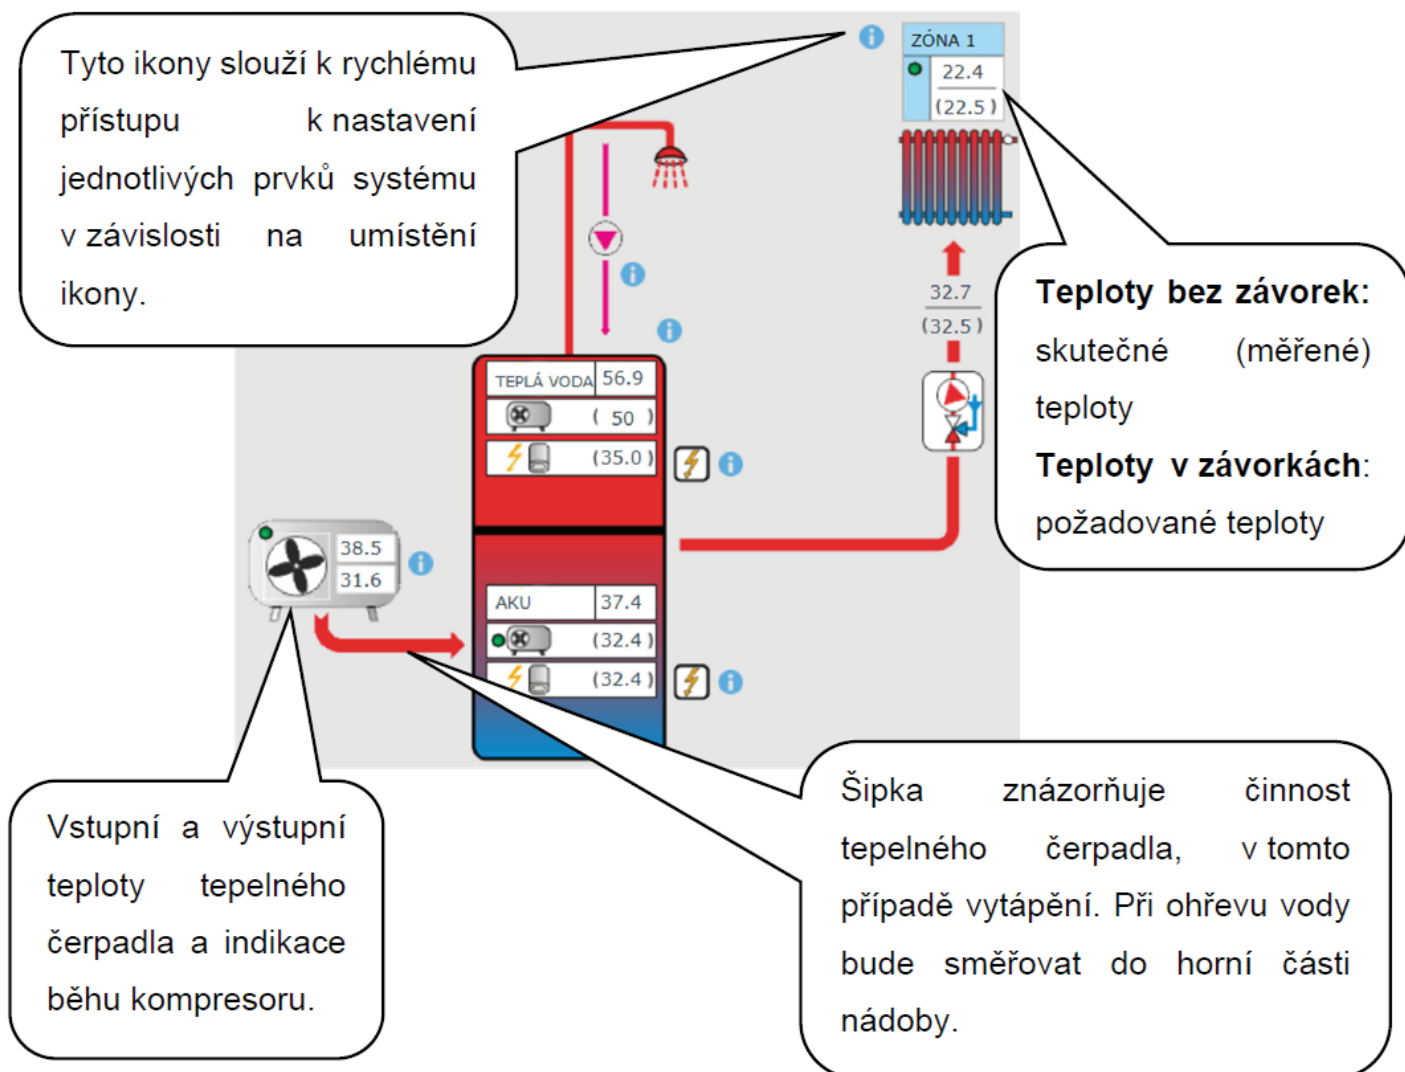 Tyto ikony slouží k rychlému
přístupu k nastavení
jednotlivých prvků systému
v závislosti na umístění
ikony.
ZÓNA 1
22.4
(22.5)
32.7
(32.5)
Teploty bez závorek:
skutečné (měřené)
teploty
Teploty v závorkách:
požadované teploty
TEPLÁ VODA 56.9
( 50 )
(35.0)
38.5
31.6
AKU 37.4
(32.4)
(32.4)
Vstupní a výstupní
teploty tepelného
čerpadla a indikace
běhu kompresoru.
Šipka znázorňuje činnost
tepelného čerpadla, v tomto
případě vytápění. Při ohřevu vody
bude směřovat do horní části
nádoby.